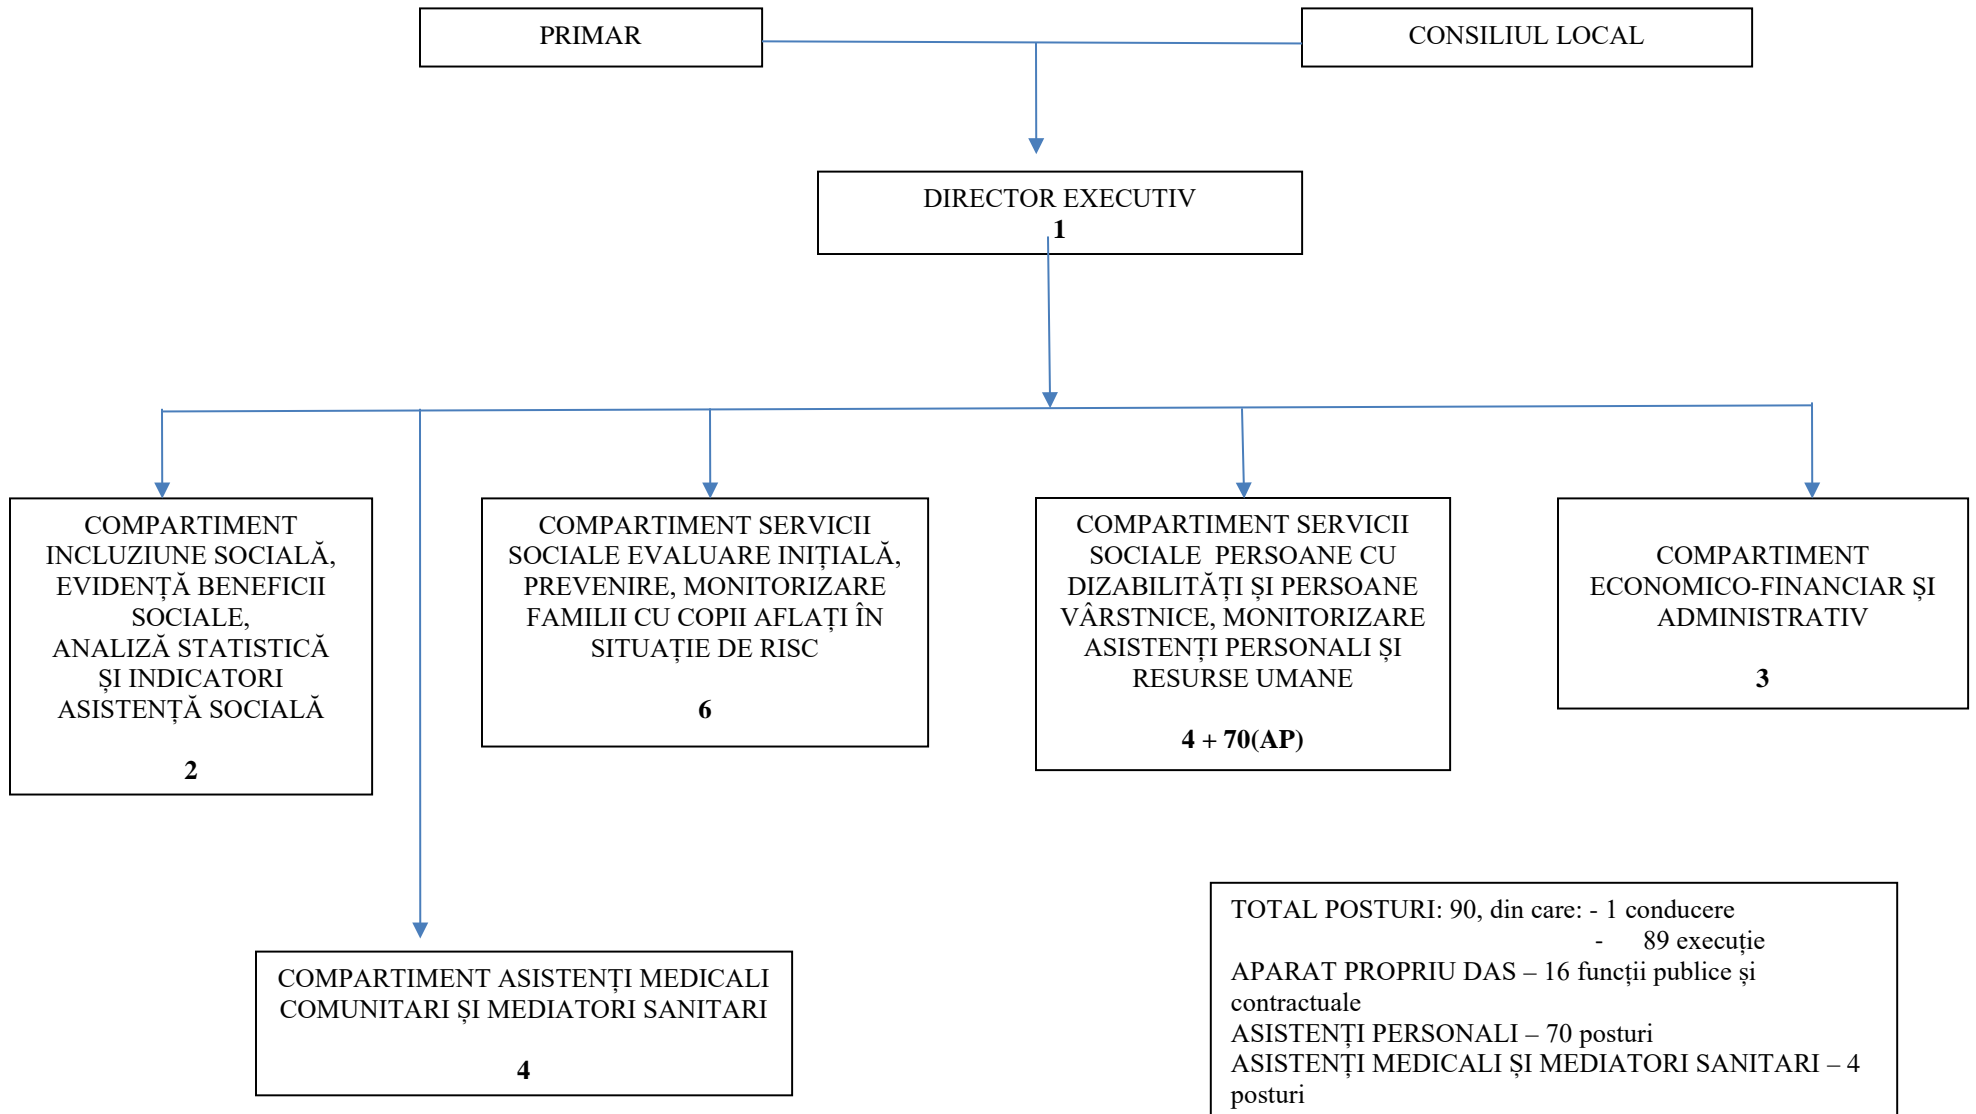 PRIMAR
CONSILIUL LOCAL
DIRECTOR EXECUTIV
1
COMPARTIMENT
INCLUZIUNE SOCIALĂ,
EVIDENȚĂ BENEFICII
SOCIALE,
ANALIZĂ STATISTICĂ
ȘI INDICATORI
ASISTENȚĂ SOCIALĂ
2
COMPARTIMENT SERVICII
SOCIALE EVALUARE INIȚIALĂ,
PREVENIRE, MONITORIZARE
FAMILII CU COPII AFLAȚI ÎN
SITUAȚIE DE RISC
6
COMPARTIMENT SERVICII
SOCIALE PERSOANE CU
DIZABILITĂȚI ȘI PERSOANE
VÂRSTNICE, MONITORIZARE
ASISTENȚI PERSONALI ȘI
RESURSE UMANE
4 + 70(AP)
COMPARTIMENT
ECONOMICO-FINANCIAR ȘI
ADMINISTRATIV
3
COMPARTIMENT ASISTENȚI MEDICALI
COMUNITARI ȘI MEDIATORI SANITARI
4
TOTAL POSTURI: 90, din care: - 1 conducere
- 89 execuție
APARAT PROPRIU DAS – 16 funcții publice și
contractuale
ASISTENȚI PERSONALI – 70 posturi
ASISTENȚI MEDICALI ȘI MEDIATORI SANITARI – 4
posturi